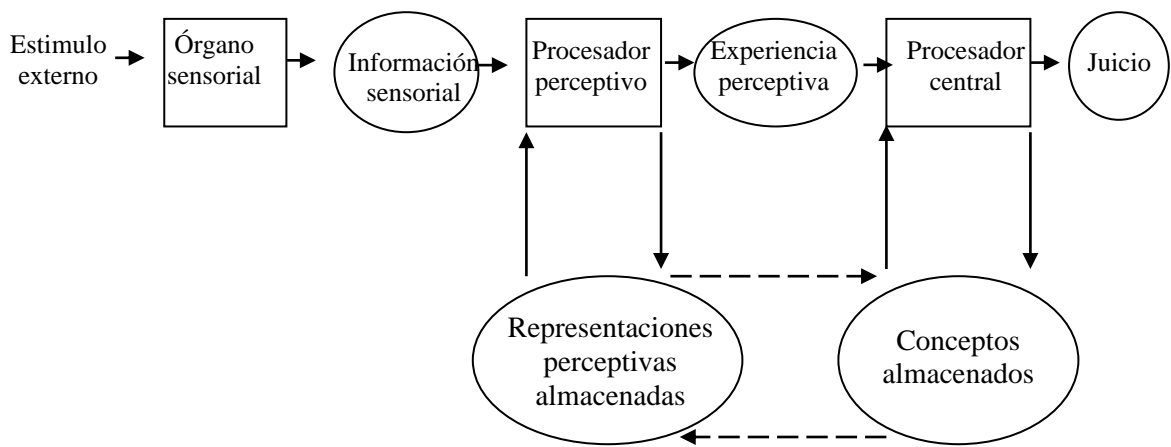 Estimulo
externo
Órgano
sensorial
Información
sensorial
Procesador
perceptivo
Experiencia
perceptiva
Procesador
central
Juicio
Representaciones
perceptivas
almacenadas
Conceptos
almacenados